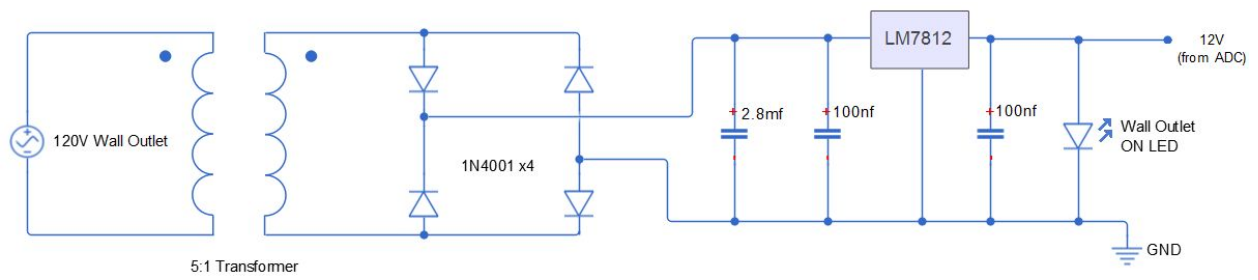 120V Wall Outlet
5:1 Transformer
1N4001 x4
2.8mf
100nf
LM7812
100nf
Wall Outlet
ON LED
12V
(from ADC)
GND